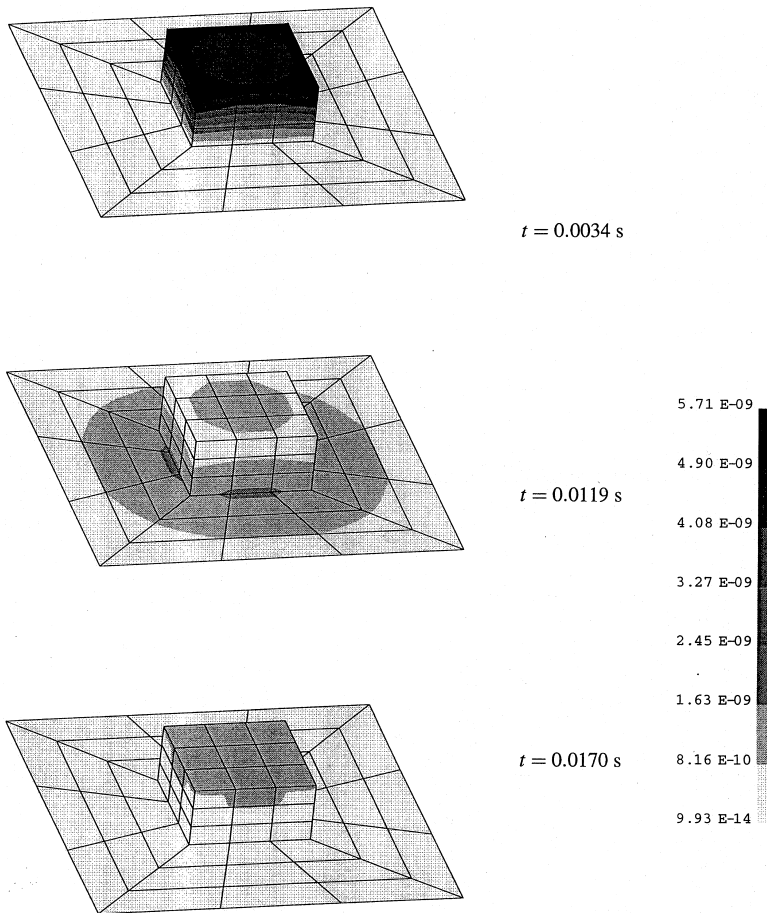 t = 0.0034 s
5.71 E-09
4.90 E-09
t = 0.0119 s
4.08 E-09
3.27 E-09
2.45 E-09
1.63 E-09
t = 0.0170 s
8.16 E-10
9.93 E-14